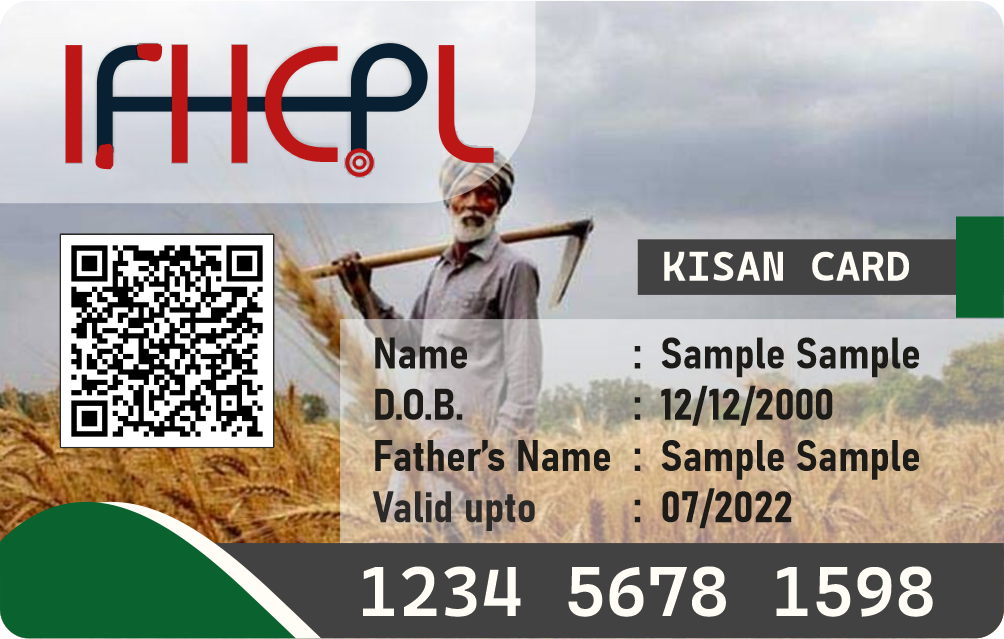 IFHEPL
KISAN CARD
Name : Sample Sample
D.O.B. : 12/12/2000
Father's Name : Sample Sample
Valid upto : 07/2022
1234 5678 1598